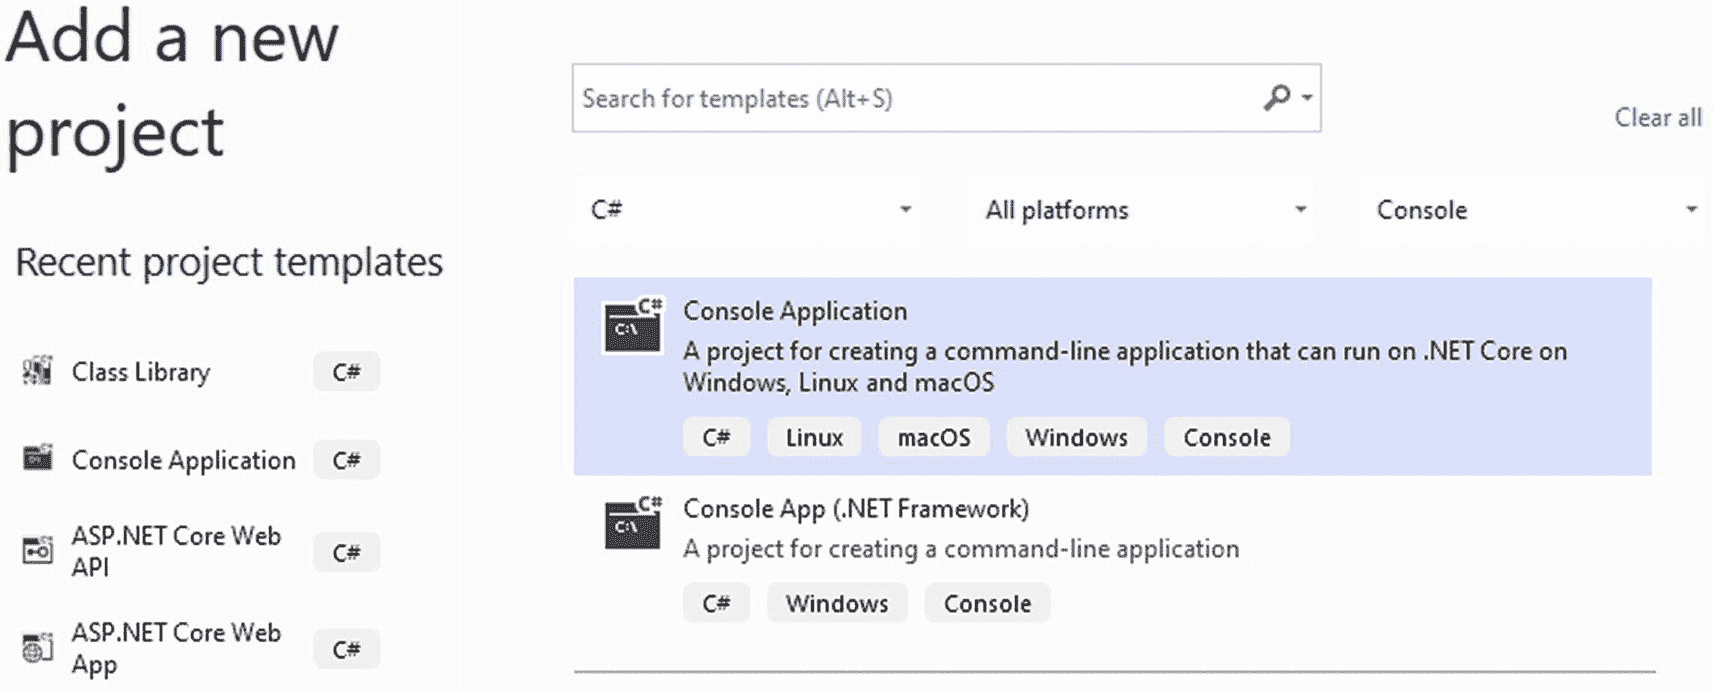 Add a new
project
Search for templates (Alt+S)
Clear all
C#
All platforms
Console
Recent project templates
Class Library
C#
Console Application
C#
ASP.NET Core Web
API
C#
ASP.NET Core Web
App
C#
C#
C:\
Console Application
A project for creating a command-line application that can run on .NET Core on
Windows, Linux and macOS
C#
Linux
macOS
Windows
Console
C#
C:\
Console App (.NET Framework)
A project for creating a command-line application
C#
Windows
Console